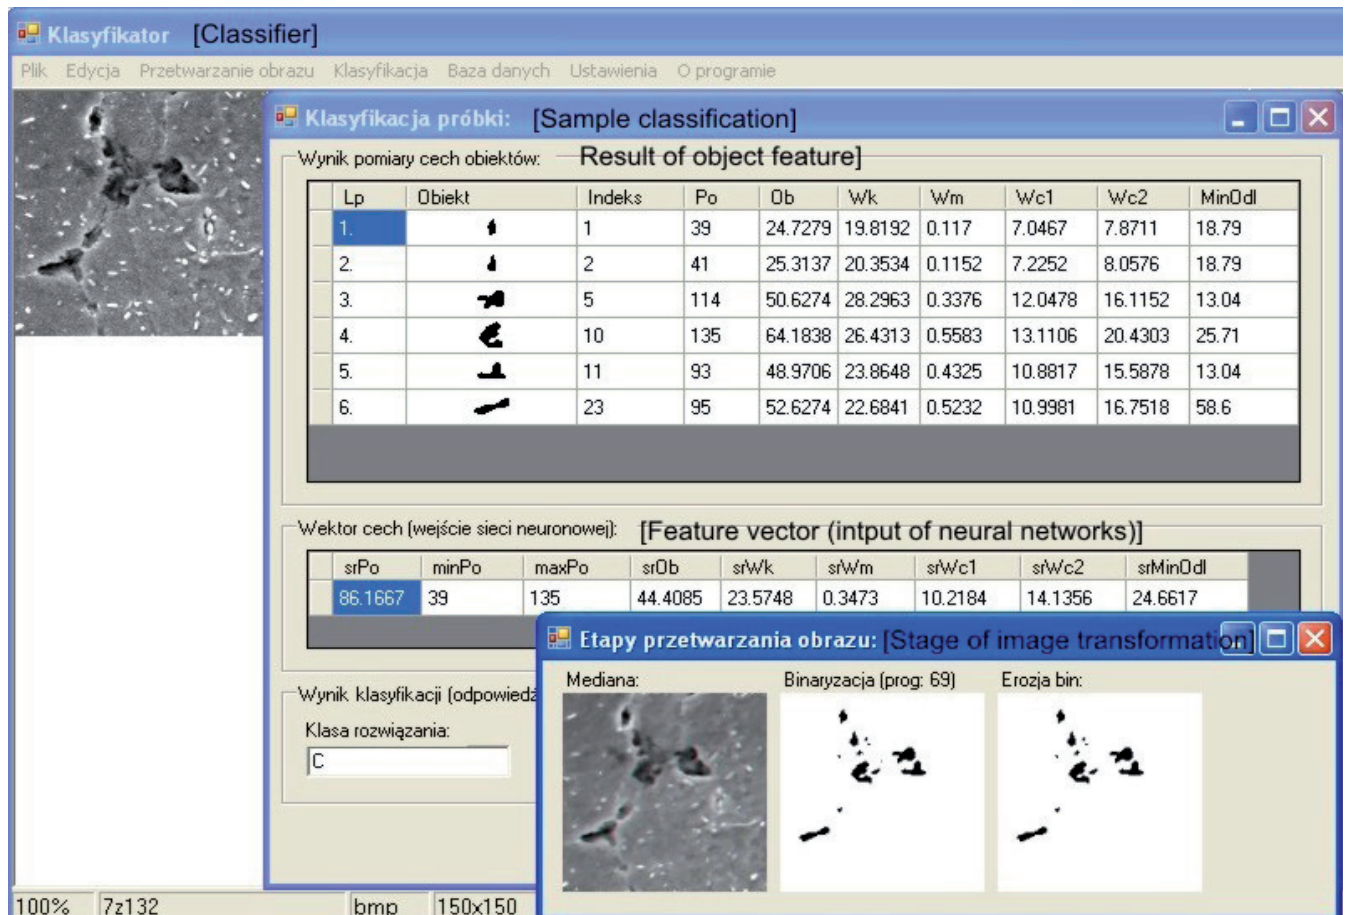 Klasyfikator [Classifier]
Plik Edycja Przetwarzanie obrazu Klasyfikacja Baza danych Ustawienia O programie
Klasyfikacja próbki: [Sample classification]
Wynik pomiary cech obiektów: Result of object feature]
Lp Obiekt Indeks Po Ob Wk Wm Wc1 Wc2 MinOdl
1. 1 39 24.7279 19.8192 0.117 7.0467 7.8711 18.79
2. 2 41 25.3137 20.3534 0.1152 7.2252 8.0576 18.79
3. 5 114 50.6274 28.2963 0.3376 12.0478 16.1152 13.04
4. 10 135 64.1838 26.4313 0.5583 13.1106 20.4303 25.71
5. 11 93 48.9706 23.8648 0.4325 10.8817 15.5878 13.04
6. 23 95 52.6274 22.6841 0.5232 10.9981 16.7518 58.6
Wektor cech (wejście sieci neuronowej): [Feature vector (intput of neural networks)]
srPo minPo maxPo srOb srWk srWm srWc1 srWc2 srMinOdl
86.1667 39 135 44.4085 23.5748 0.3473 10.2184 14.1356 24.6617
Etapy przetwarzania obrazu: [Stage of image transformation]
Wynik klasyfikacji (odpowiedź
Klasa rozwiązania:
C
Mediana: Binaryzacja (prog: 69) Erozja bin:
100% 7z132 bmp 150x150